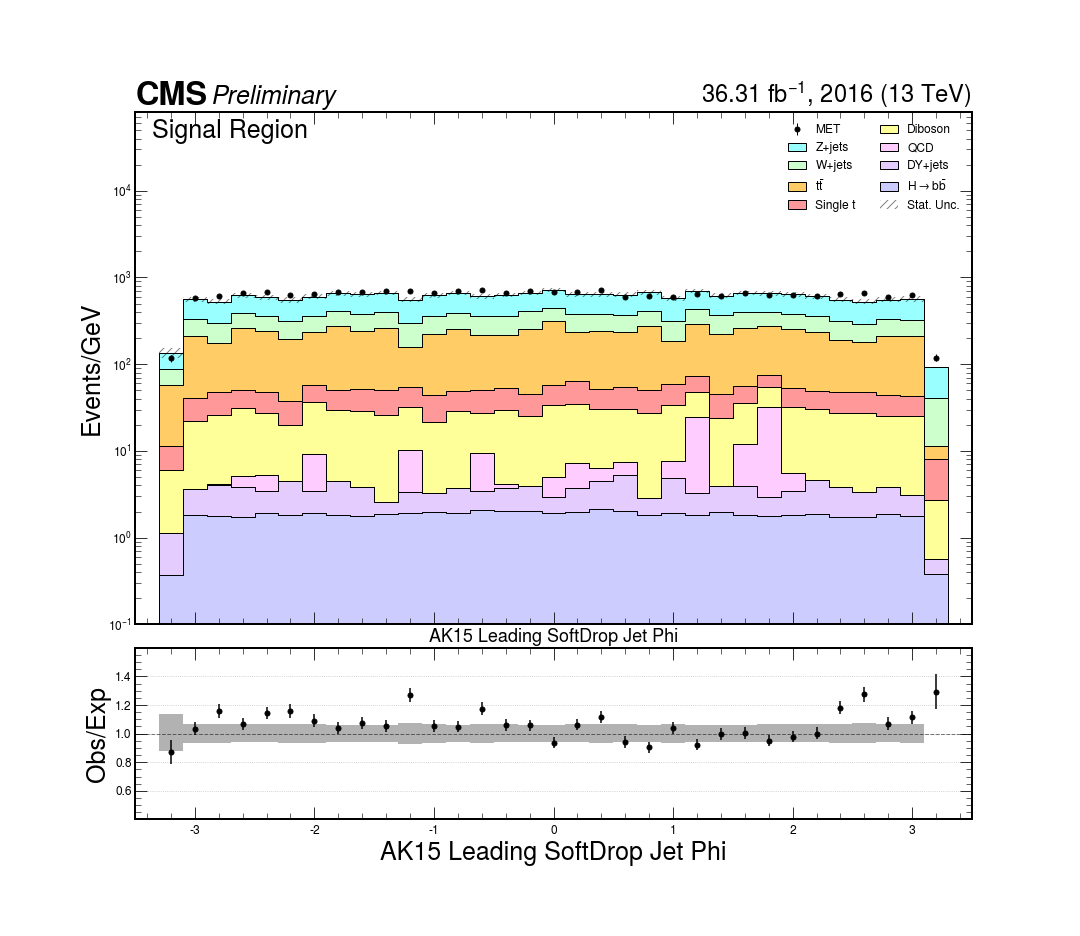 CMS Preliminary 36.31 fb⁻¹, 2016 (13 TeV)
Signal Region
MET
Z+jets
W+jets
tt̄
Single t
Diboson
QCD
DY+jets
H→bb̄
Stat. Unc.
Events/GeV
10⁴
10³
10²
10¹
10⁰
10⁻¹
AK15 Leading SoftDrop Jet Phi
Obs/Exp
1.4
1.2
1.0
0.8
0.6
-3 -2 -1 0 1 2 3
AK15 Leading SoftDrop Jet Phi